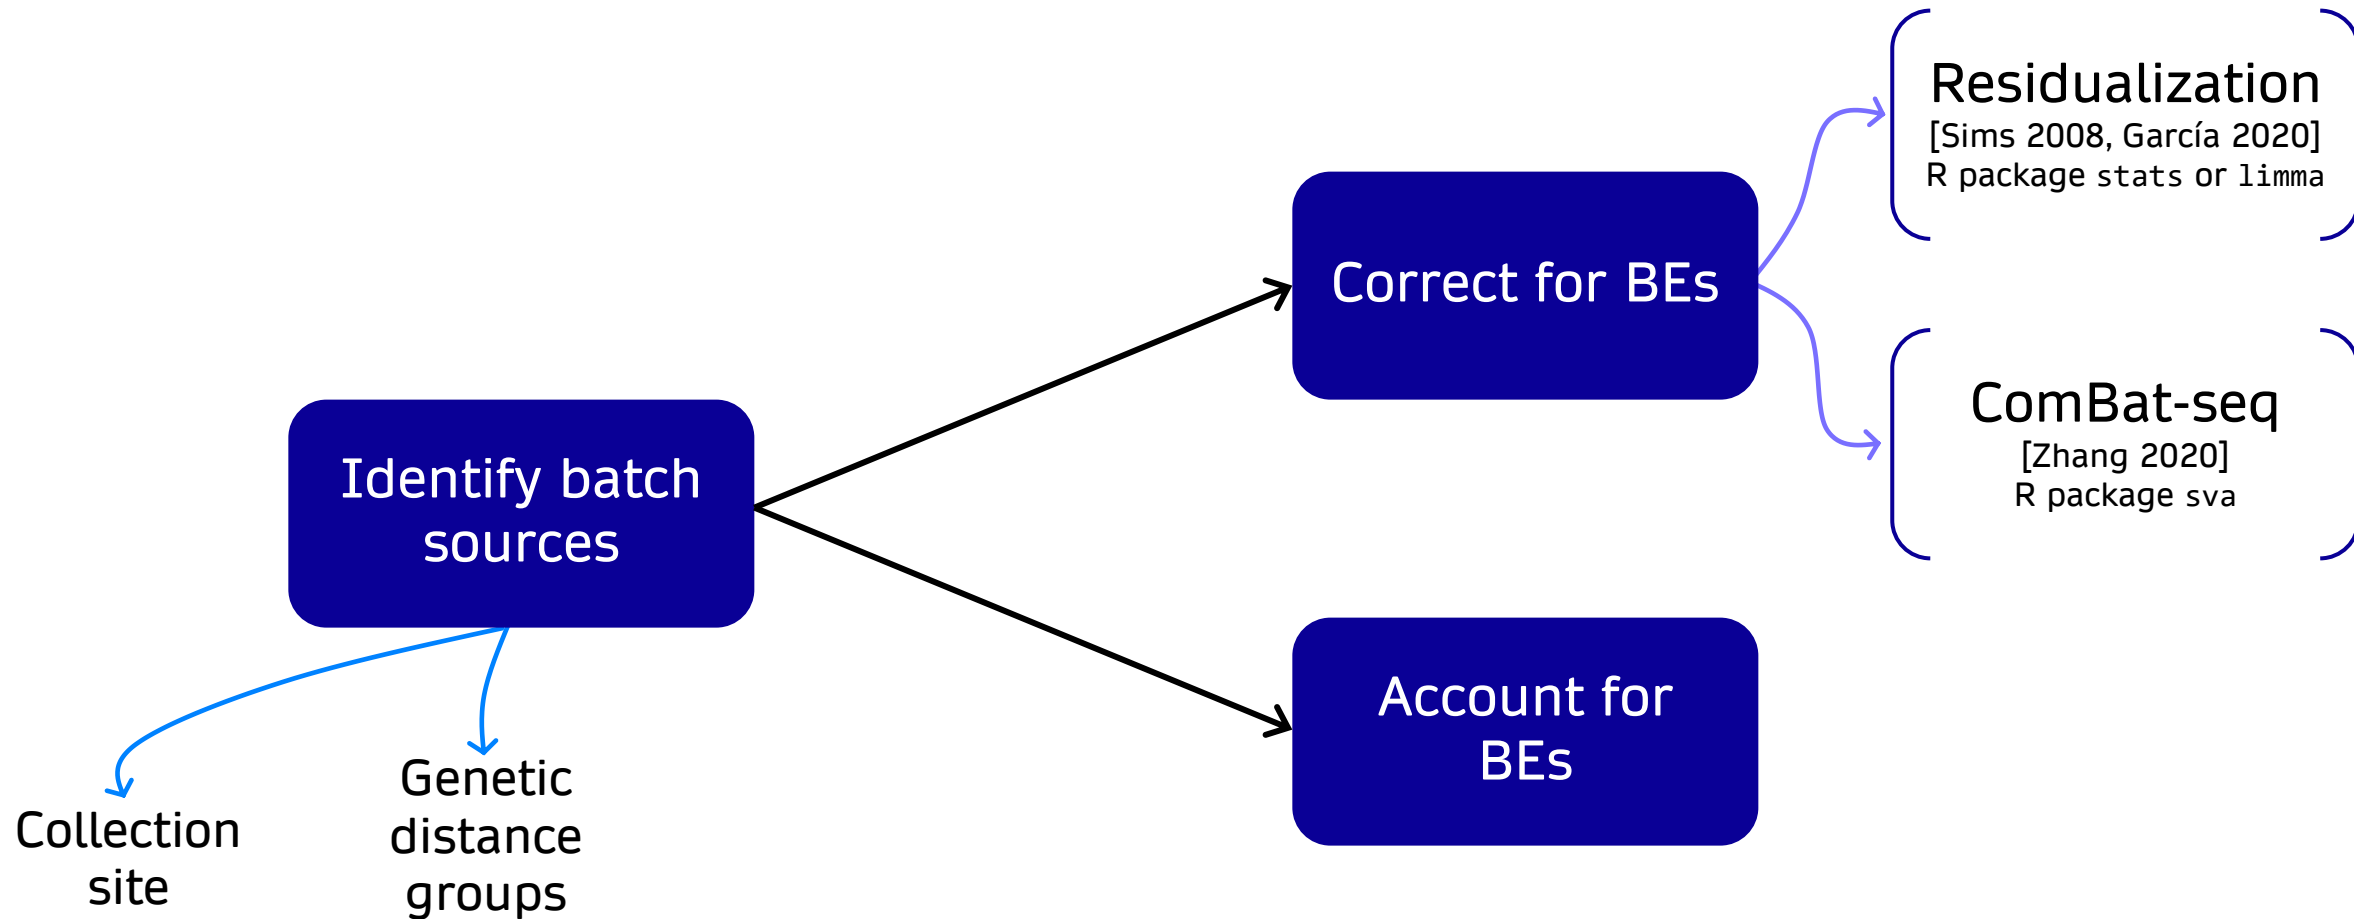 Residualization
[Sims 2008, García 2020]
R package stats or limma
Correct for BEs
ComBat-seq
[Zhang 2020]
R package sva
Identify batch
sources
Account for
BEs
Collection
site
Genetic
distance
groups